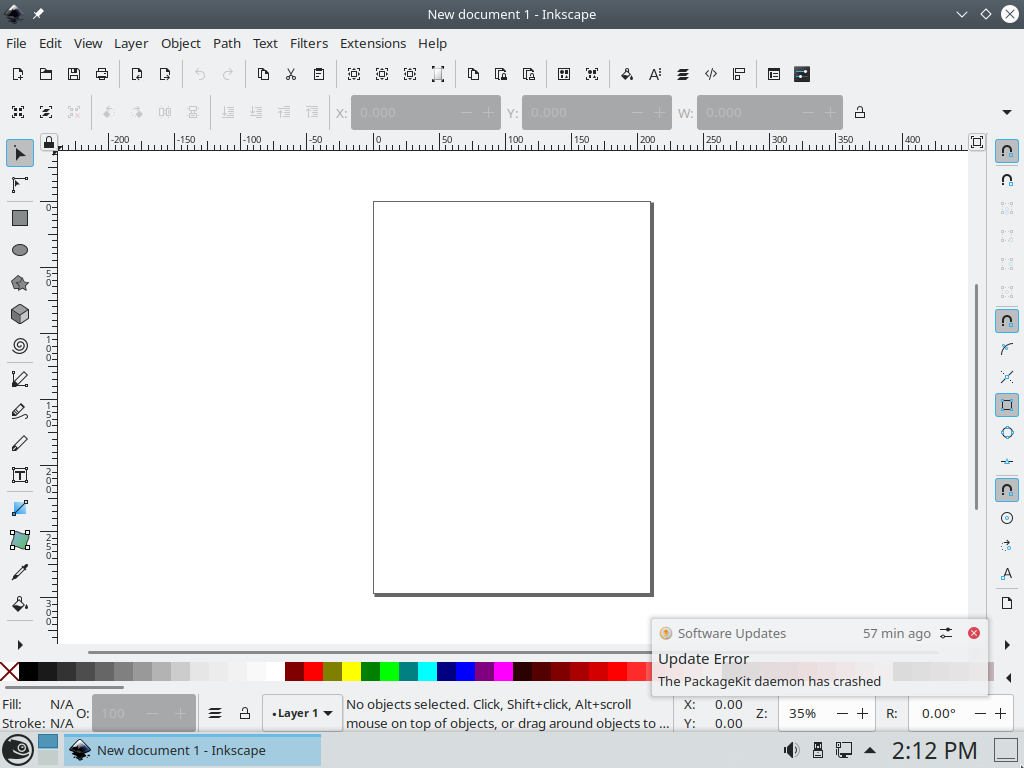 New document 1 - Inkscape
File Edit View Layer Object Path Text Filters Extensions Help
X: 0.000 Y: 0.000 W: 0.000
-200 -150 -100 -50 0 50 100 150 200 250 300 350 400
0
50
100
150
200
250
300
Software Updates 57 min ago
Update Error
The PackageKit daemon has crashed
Fill: N/A
Stroke: N/A
O: 100
•Layer 1
No objects selected. Click, Shift+click, Alt+scroll
mouse on top of objects, or drag around objects to ...
X: 0.00
Y: 0.00
Z: 35%
R: 0.00°
New document 1 - Inkscape
2:12 PM